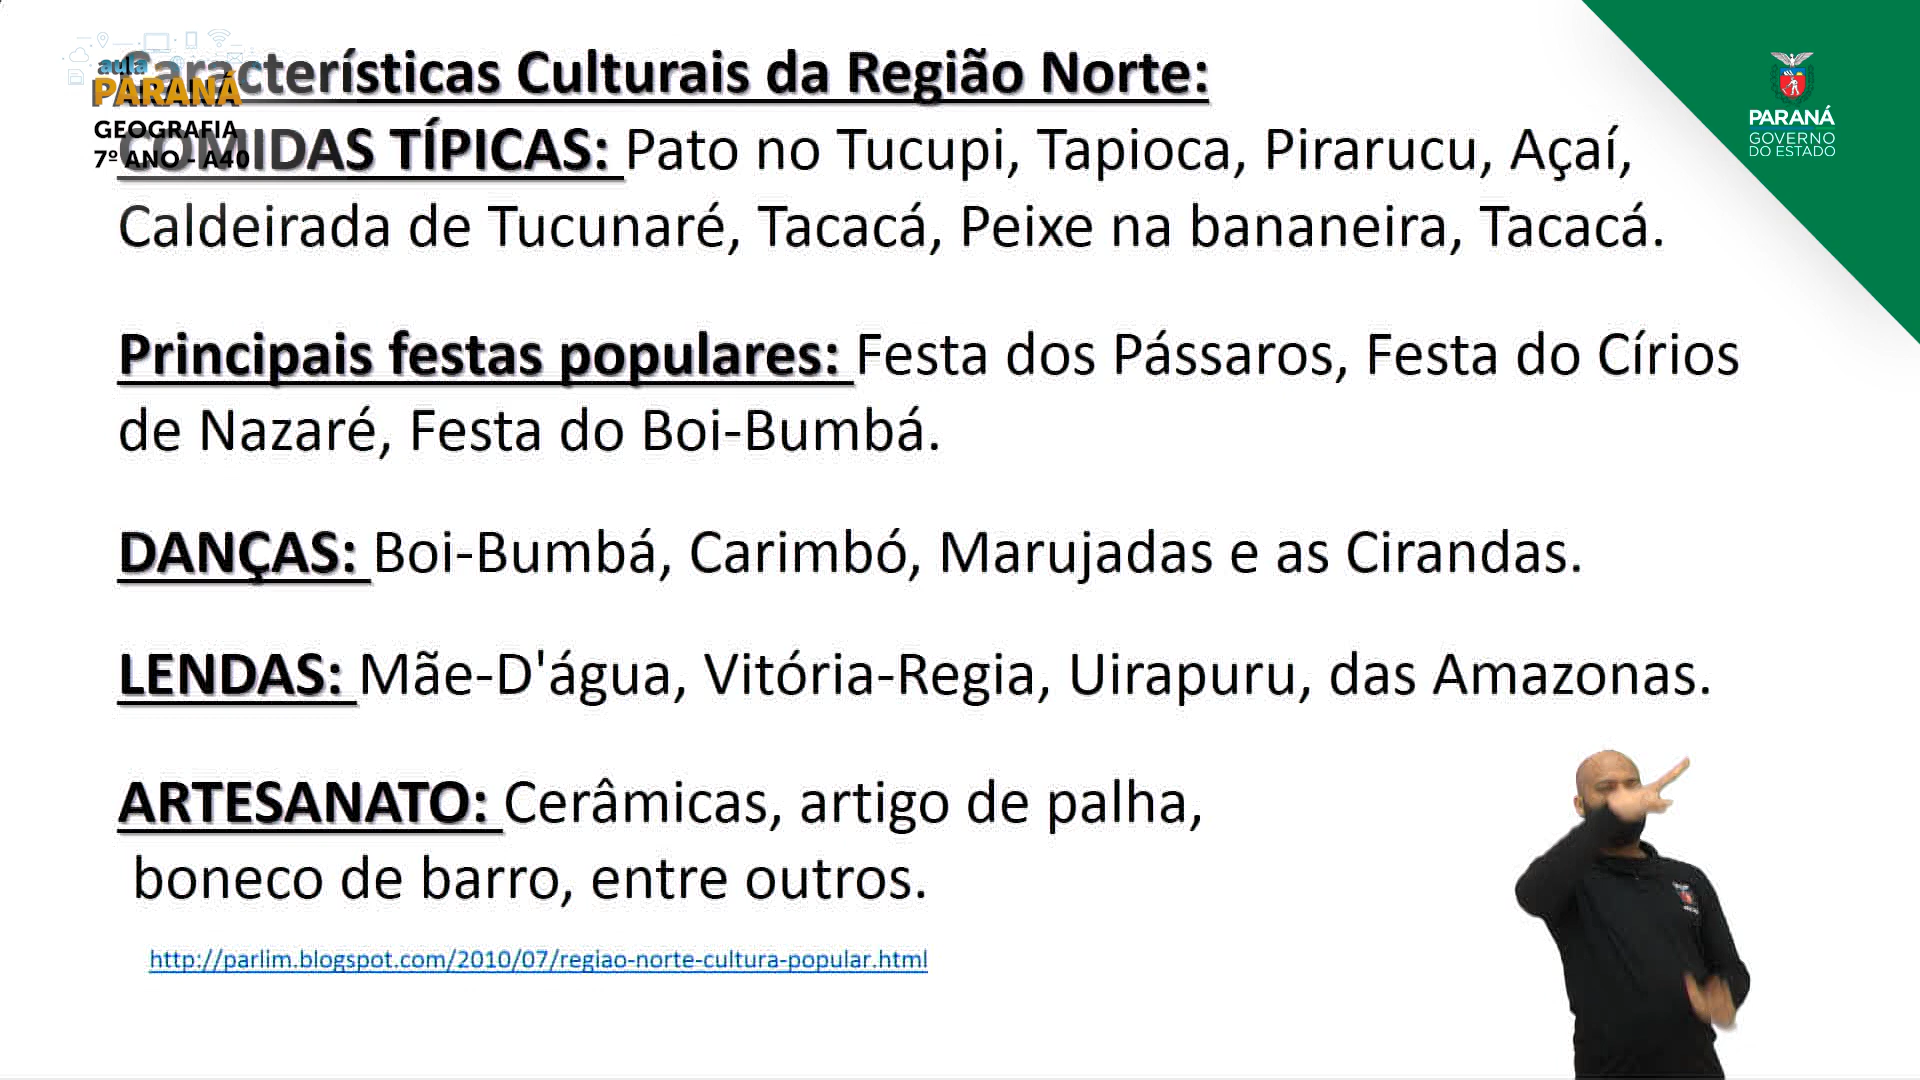 Características Culturais da Região Norte:
aula
PARANÁ
GEOGRAFIA
7º ANO - A40
COMIDAS TÍPICAS: Pato no Tucupi, Tapioca, Pirarucu, Açaí,
Caldeirada de Tucunaré, Tacacá, Peixe na bananeira, Tacacá.
PARANÁ
GOVERNO
DO ESTADO
Principais festas populares: Festa dos Pássaros, Festa do Círios
de Nazaré, Festa do Boi-Bumbá.
DANÇAS: Boi-Bumbá, Carimbó, Marujadas e as Cirandas.
LENDAS: Mãe-D'água, Vitória-Regia, Uirapuru, das Amazonas.
ARTESANATO: Cerâmicas, artigo de palha,
boneco de barro, entre outros.
http://parlim.blogspot.com/2010/07/regiao-norte-cultura-popular.html